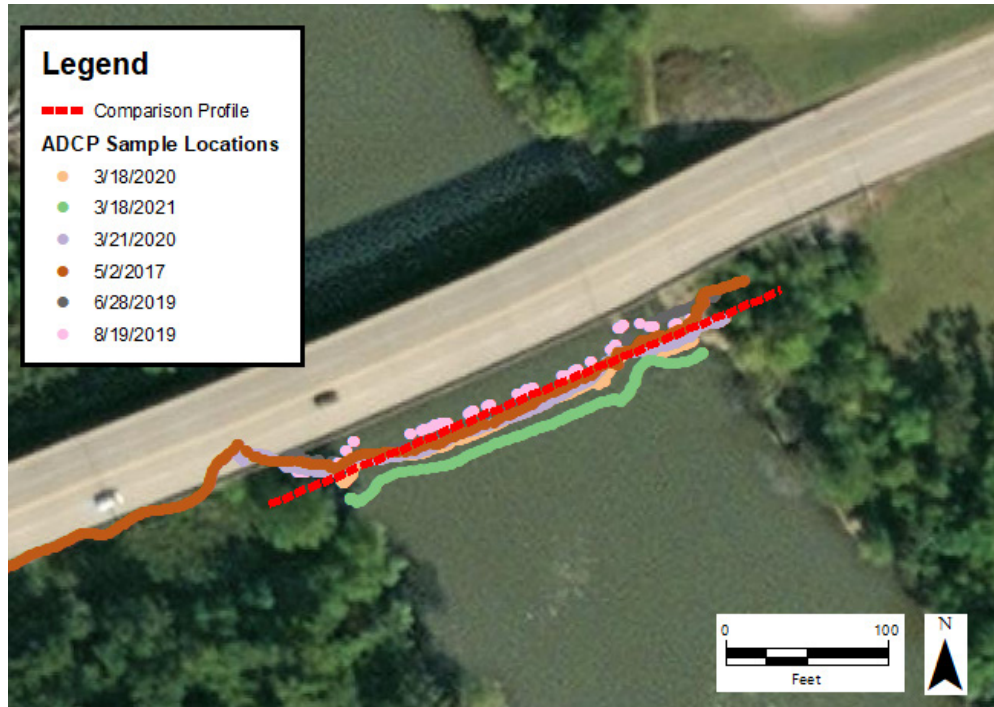 Legend
Comparison Profile
ADCP Sample Locations
3/18/2020
3/18/2021
3/21/2020
5/2/2017
6/28/2019
8/19/2019
0 100
Feet
N